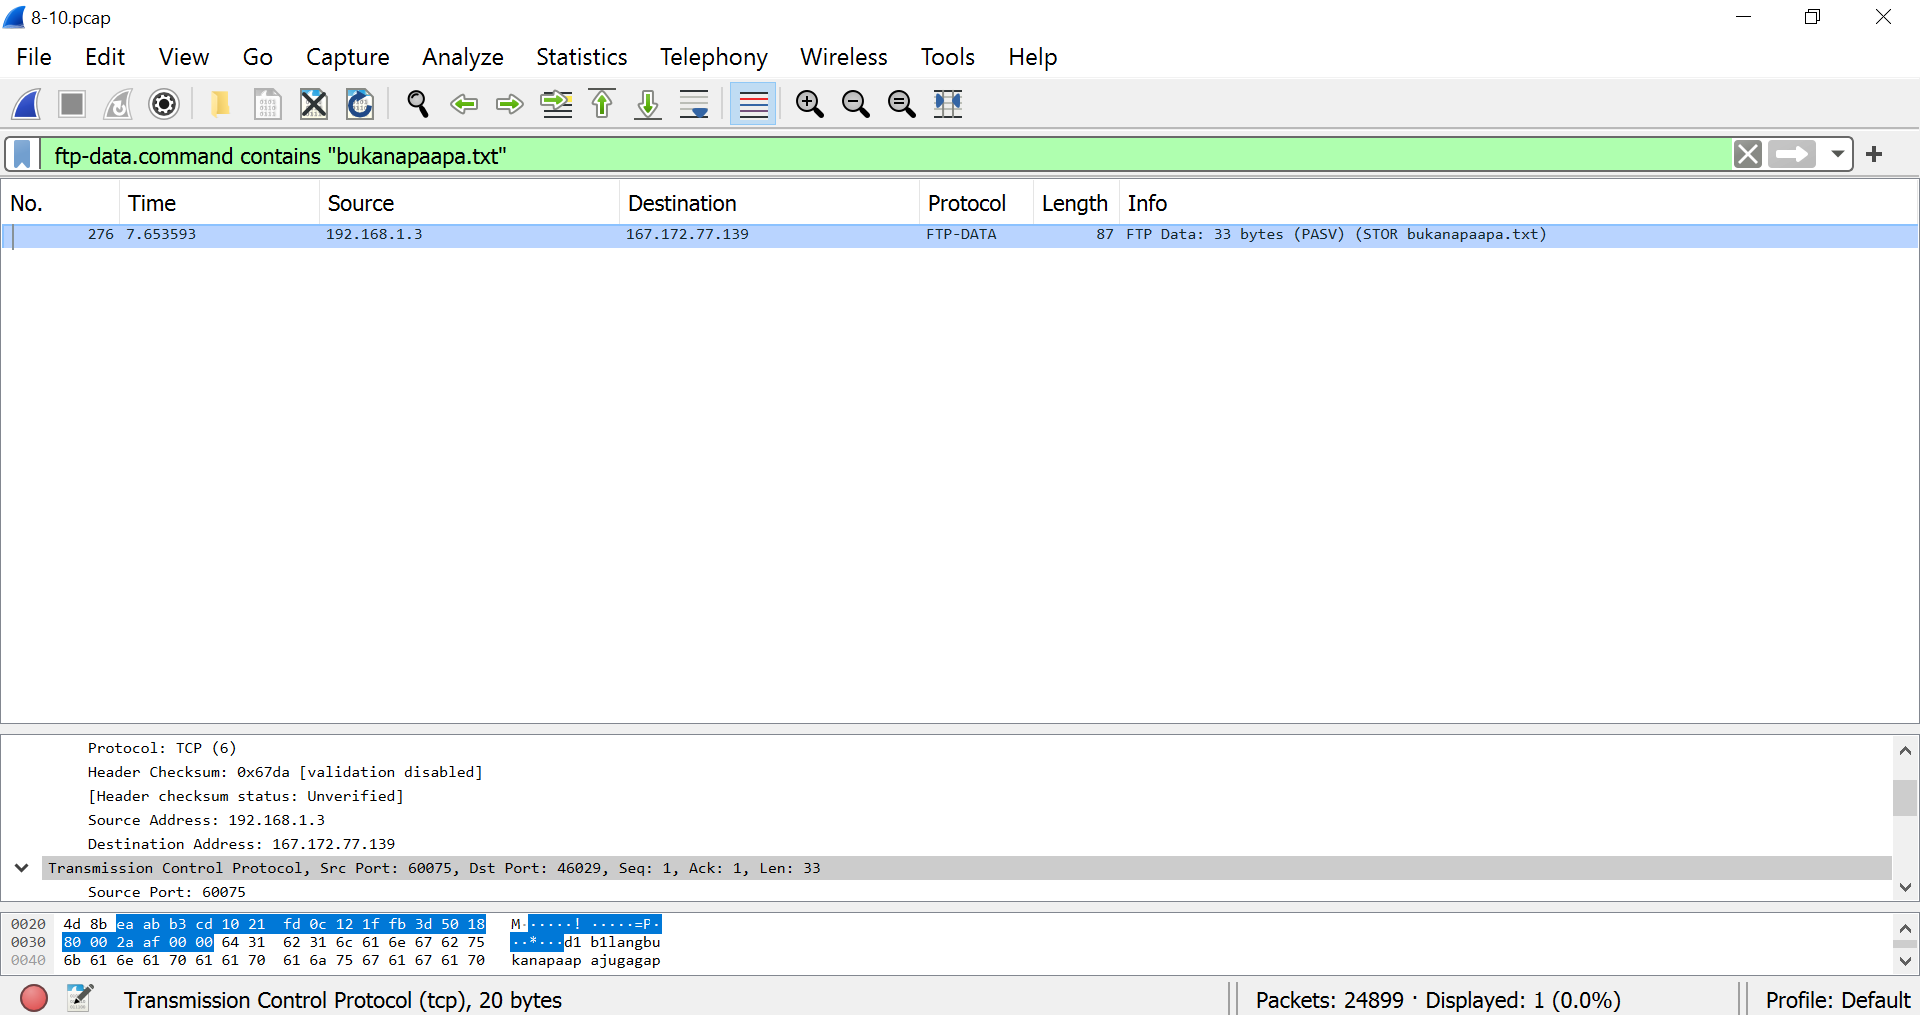 8-10.pcap
File Edit View Go Capture Analyze Statistics Telephony Wireless Tools Help
ftp-data.command contains "bukanapaapa.txt"
No. Time Source Destination Protocol Length Info
276 7.653593 192.168.1.3 167.172.77.139 FTP-DATA 87 FTP Data: 33 bytes (PASV) (STOR bukanapaapa.txt)
Protocol: TCP (6)
Header Checksum: 0x67da [validation disabled]
[Header checksum status: Unverified]
Source Address: 192.168.1.3
Destination Address: 167.172.77.139
Transmission Control Protocol, Src Port: 60075, Dst Port: 46029, Seq: 1, Ack: 1, Len: 33
Source Port: 60075
0020 4d 8b ea ab b3 cd 10 21 fd 0c 12 1f fb 3d 50 18 M······! ·····=P·
0030 80 00 2a af 00 00 64 31 62 31 6c 61 6e 67 62 75 ··*···d1 b1langbu
0040 6b 61 6e 61 70 61 61 70 61 6a 75 67 61 67 61 70 kanapaap ajugagap
Transmission Control Protocol (tcp), 20 bytes
Packets: 24899 · Displayed: 1 (0.0%)
Profile: Default